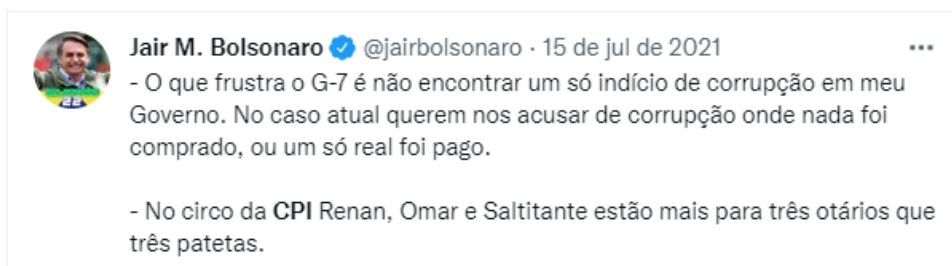 Jair M. Bolsonaro @jairbolsonaro · 15 de jul de 2021
- O que frustra o G-7 é não encontrar um só indício de corrupção em meu
Governo. No caso atual querem nos acusar de corrupção onde nada foi
comprado, ou um só real foi pago.
- No circo da CPI Renan, Omar e Saltitante estão mais para três otários que
três patetas.
22